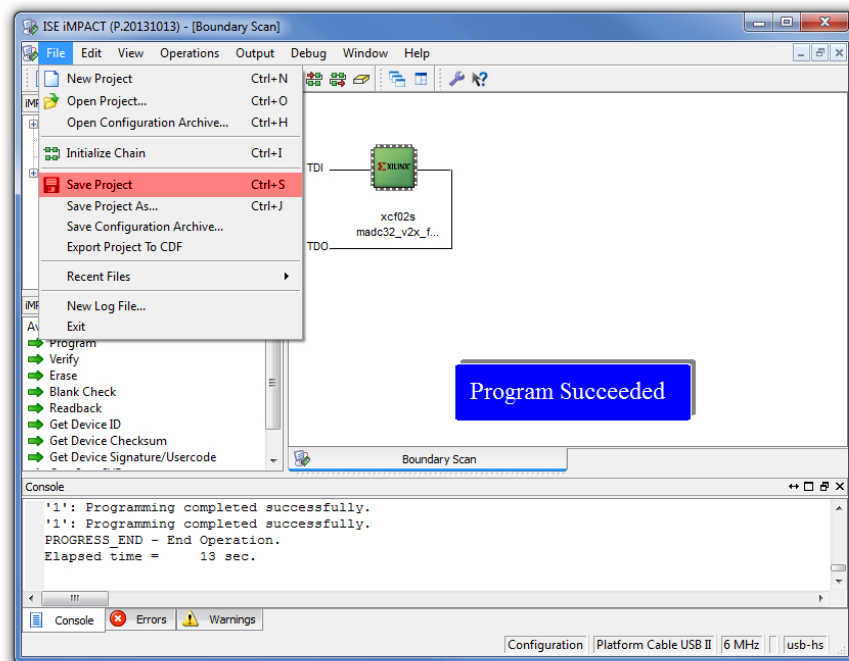 ISE iMPACT (P.20131013) - [Boundary Scan]
File Edit View Operations Output Debug Window Help
New Project Ctrl+N
Open Project... Ctrl+O
Open Configuration Archive... Ctrl+H
Initialize Chain Ctrl+I
Save Project Ctrl+S
Save Project As... Ctrl+J
Save Configuration Archive...
Export Project To CDF
Recent Files
New Log File...
Exit
TDI
XILINX
xcf02s
madc32_v2x_f...
TDO
Program
Verify
Erase
Blank Check
Readback
Get Device ID
Get Device Checksum
Get Device Signature/Usercode
Program Succeeded
Boundary Scan
Console
'1': Programming completed successfully.
'1': Programming completed successfully.
PROGRESS_END - End Operation.
Elapsed time = 13 sec.
Console Errors Warnings
Configuration Platform Cable USB II 6 MHz usb-hs